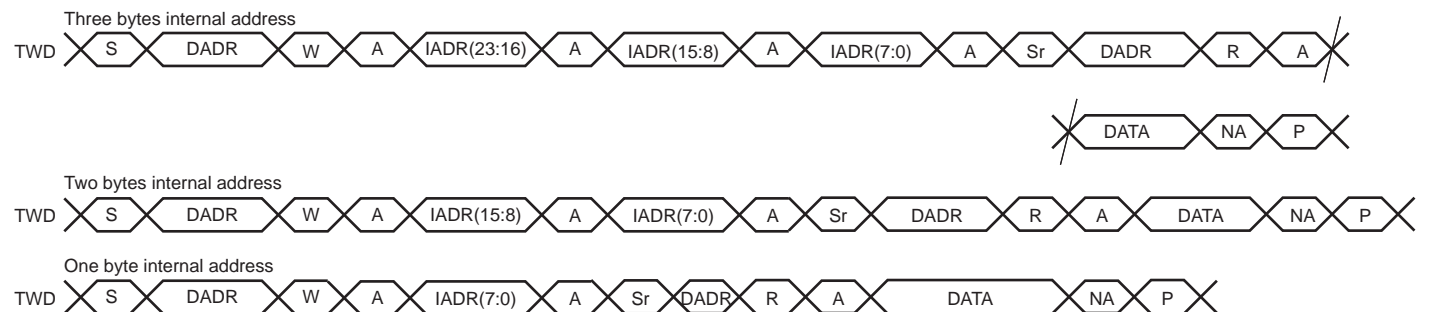 Three bytes internal address
TWD S DADR W A IADR(23:16) A IADR(15:8) A IADR(7:0) A Sr DADR R A
DATA NA P
Two bytes internal address
TWD S DADR W A IADR(15:8) A IADR(7:0) A Sr DADR R A DATA NA P
One byte internal address
TWD S DADR W A IADR(7:0) A Sr DADR R A DATA NA P